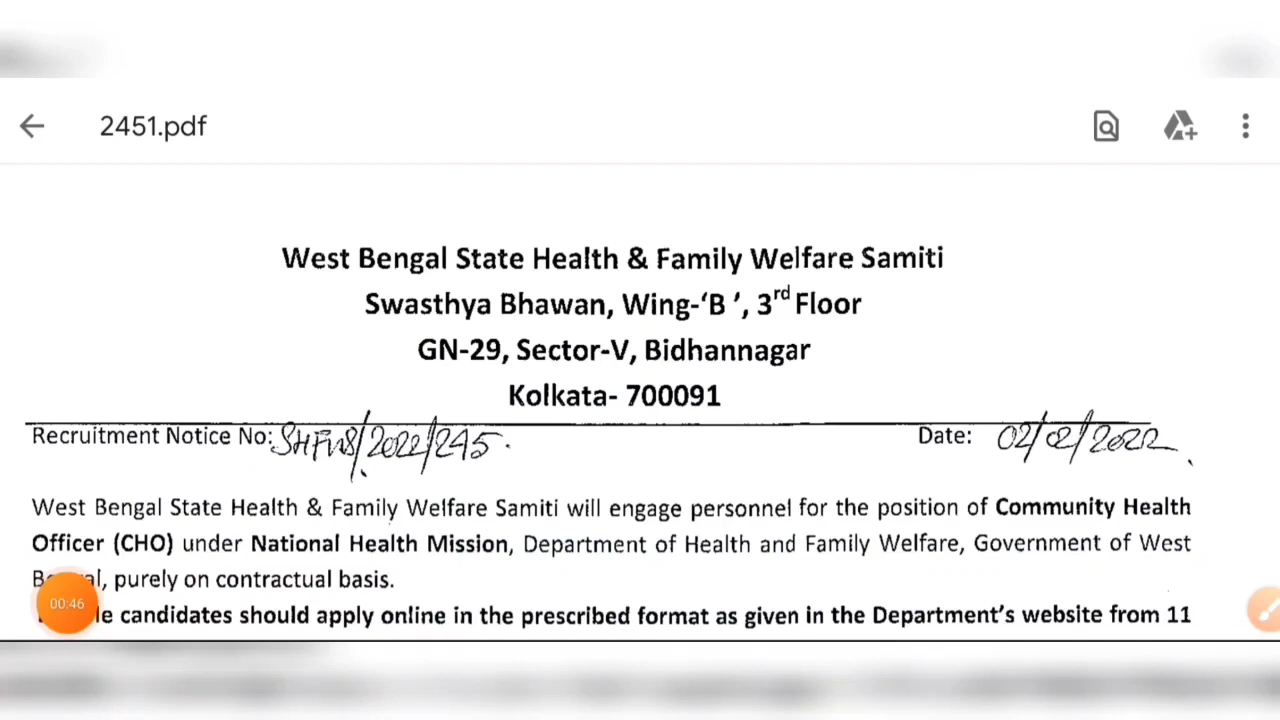 2451.pdf
West Bengal State Health & Family Welfare Samiti
Swasthya Bhawan, Wing-‘B ’, 3rd Floor
GN-29, Sector-V, Bidhannagar
Kolkata- 700091
Recruitment Notice No: SHFWS/2022/245.
Date: 02/02/2022
West Bengal State Health & Family Welfare Samiti will engage personnel for the position of Community Health
Officer (CHO) under National Health Mission, Department of Health and Family Welfare, Government of West
purely on contractual basis.
candidates should apply online in the prescribed format as given in the Department’s website from 11
00:46